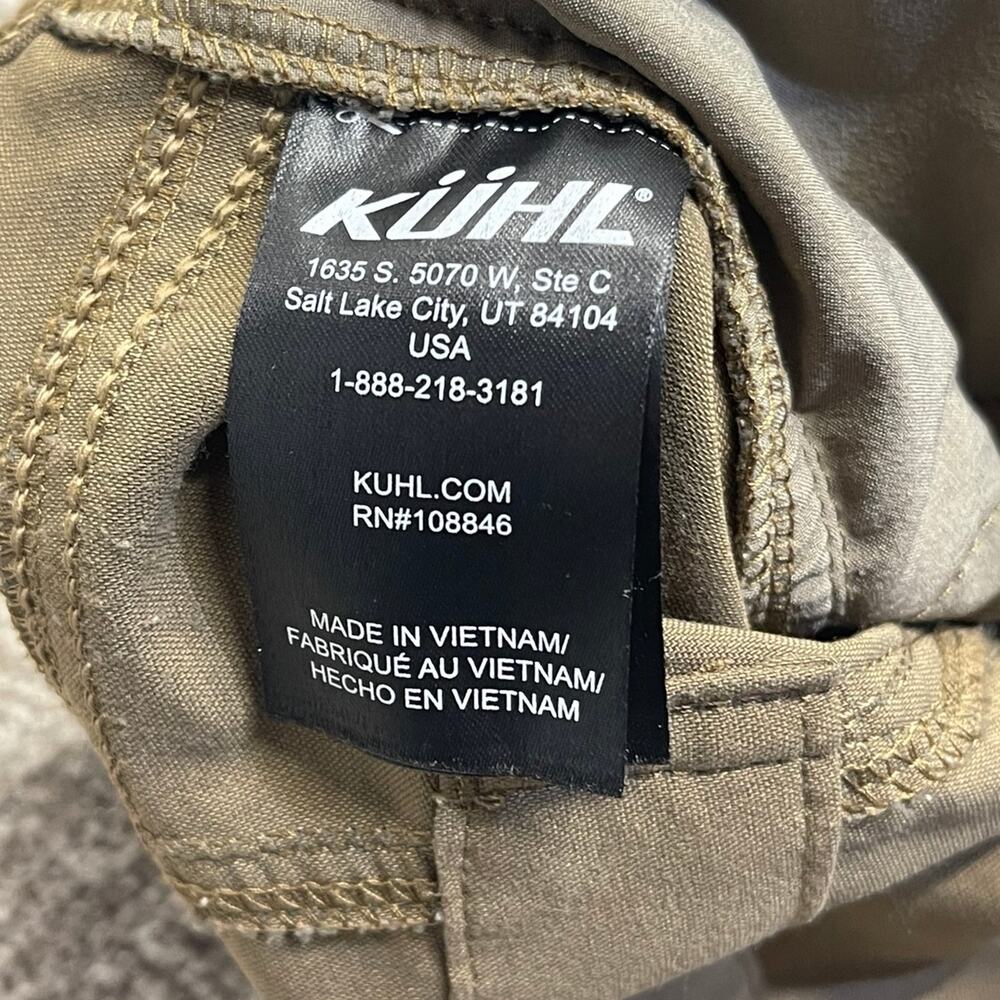 KÜHL®
1635 S. 5070 W, Ste C
Salt Lake City, UT 84104
USA
1-888-218-3181
KUHL.COM
RN#108846
MADE IN VIETNAM/
FABRIQUÉ AU VIETNAM/
HECHO EN VIETNAM